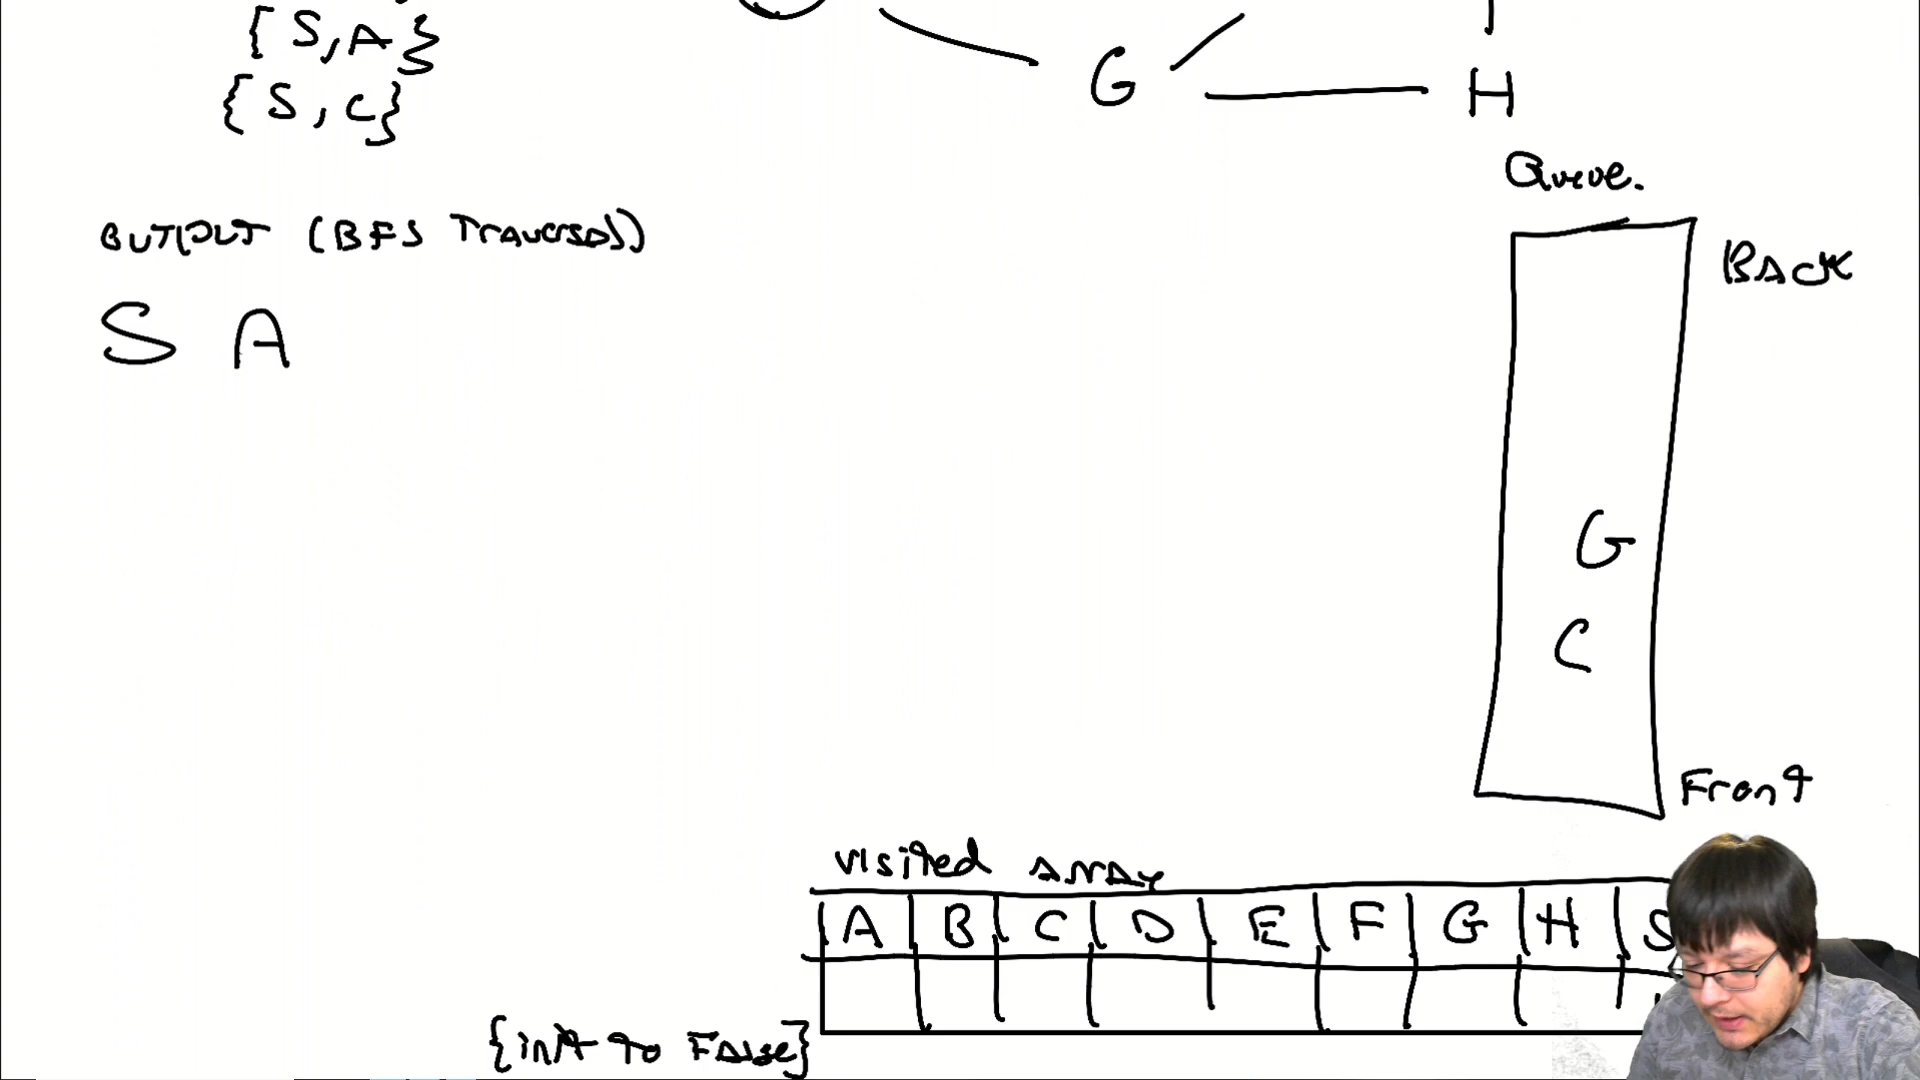 {S,A}
{S,C}
G
H
Queue.
OUTPUT (BFS Traversal)
Back
S A
G
C
Front
visited array
A B C D E F G H S
{init to False}